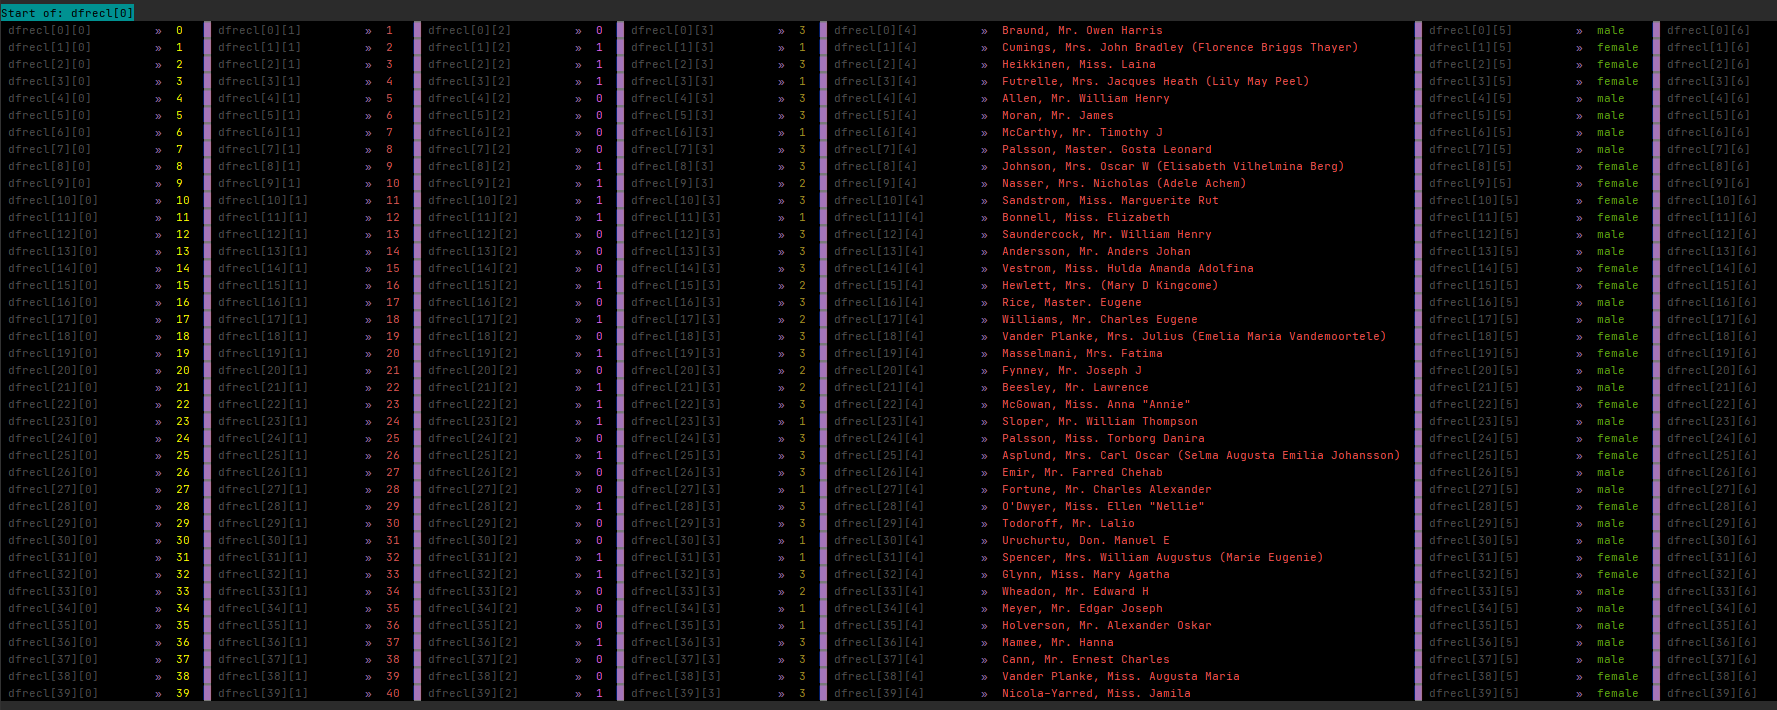 Start of: dfrecl[0]
dfrecl[0][0] » 0 dfrecl[0][1] » 1 dfrecl[0][2] » 0 dfrecl[0][3] » 3 dfrecl[0][4] » Braund, Mr. Owen Harris dfrecl[0][5] » male dfrecl[0][6]
dfrecl[1][0] » 1 dfrecl[1][1] » 2 dfrecl[1][2] » 1 dfrecl[1][3] » 1 dfrecl[1][4] » Cumings, Mrs. John Bradley (Florence Briggs Thayer) dfrecl[1][5] » female dfrecl[1][6]
dfrecl[2][0] » 2 dfrecl[2][1] » 3 dfrecl[2][2] » 1 dfrecl[2][3] » 3 dfrecl[2][4] » Heikkinen, Miss. Laina dfrecl[2][5] » female dfrecl[2][6]
dfrecl[3][0] » 3 dfrecl[3][1] » 4 dfrecl[3][2] » 1 dfrecl[3][3] » 1 dfrecl[3][4] » Futrelle, Mrs. Jacques Heath (Lily May Peel) dfrecl[3][5] » female dfrecl[3][6]
dfrecl[4][0] » 4 dfrecl[4][1] » 5 dfrecl[4][2] » 0 dfrecl[4][3] » 3 dfrecl[4][4] » Allen, Mr. William Henry dfrecl[4][5] » male dfrecl[4][6]
dfrecl[5][0] » 5 dfrecl[5][1] » 6 dfrecl[5][2] » 0 dfrecl[5][3] » 3 dfrecl[5][4] » Moran, Mr. James dfrecl[5][5] » male dfrecl[5][6]
dfrecl[6][0] » 6 dfrecl[6][1] » 7 dfrecl[6][2] » 0 dfrecl[6][3] » 1 dfrecl[6][4] » McCarthy, Mr. Timothy J dfrecl[6][5] » male dfrecl[6][6]
dfrecl[7][0] » 7 dfrecl[7][1] » 8 dfrecl[7][2] » 0 dfrecl[7][3] » 3 dfrecl[7][4] » Palsson, Master. Gosta Leonard dfrecl[7][5] » male dfrecl[7][6]
dfrecl[8][0] » 8 dfrecl[8][1] » 9 dfrecl[8][2] » 1 dfrecl[8][3] » 3 dfrecl[8][4] » Johnson, Mrs. Oscar W (Elisabeth Vilhelmina Berg) dfrecl[8][5] » female dfrecl[8][6]
dfrecl[9][0] » 9 dfrecl[9][1] » 10 dfrecl[9][2] » 1 dfrecl[9][3] » 2 dfrecl[9][4] » Nasser, Mrs. Nicholas (Adele Achem) dfrecl[9][5] » female dfrecl[9][6]
dfrecl[10][0] » 10 dfrecl[10][1] » 11 dfrecl[10][2] » 1 dfrecl[10][3] » 3 dfrecl[10][4] » Sandstrom, Miss. Marguerite Rut dfrecl[10][5] » female dfrecl[10][6]
dfrecl[11][0] » 11 dfrecl[11][1] » 12 dfrecl[11][2] » 1 dfrecl[11][3] » 1 dfrecl[11][4] » Bonnell, Miss. Elizabeth dfrecl[11][5] » female dfrecl[11][6]
dfrecl[12][0] » 12 dfrecl[12][1] » 13 dfrecl[12][2] » 0 dfrecl[12][3] » 3 dfrecl[12][4] » Saundercock, Mr. William Henry dfrecl[12][5] » male dfrecl[12][6]
dfrecl[13][0] » 13 dfrecl[13][1] » 14 dfrecl[13][2] » 0 dfrecl[13][3] » 3 dfrecl[13][4] » Andersson, Mr. Anders Johan dfrecl[13][5] » male dfrecl[13][6]
dfrecl[14][0] » 14 dfrecl[14][1] » 15 dfrecl[14][2] » 0 dfrecl[14][3] » 3 dfrecl[14][4] » Vestrom, Miss. Hulda Amanda Adolfina dfrecl[14][5] » female dfrecl[14][6]
dfrecl[15][0] » 15 dfrecl[15][1] » 16 dfrecl[15][2] » 1 dfrecl[15][3] » 2 dfrecl[15][4] » Hewlett, Mrs. (Mary D Kingcome) dfrecl[15][5] » female dfrecl[15][6]
dfrecl[16][0] » 16 dfrecl[16][1] » 17 dfrecl[16][2] » 0 dfrecl[16][3] » 3 dfrecl[16][4] » Rice, Master. Eugene dfrecl[16][5] » male dfrecl[16][6]
dfrecl[17][0] » 17 dfrecl[17][1] » 18 dfrecl[17][2] » 1 dfrecl[17][3] » 2 dfrecl[17][4] » Williams, Mr. Charles Eugene dfrecl[17][5] » male dfrecl[17][6]
dfrecl[18][0] » 18 dfrecl[18][1] » 19 dfrecl[18][2] » 0 dfrecl[18][3] » 3 dfrecl[18][4] » Vander Planke, Mrs. Julius (Emelia Maria Vandemoortele) dfrecl[18][5] » female dfrecl[18][6]
dfrecl[19][0] » 19 dfrecl[19][1] » 20 dfrecl[19][2] » 1 dfrecl[19][3] » 3 dfrecl[19][4] » Masselmani, Mrs. Fatima dfrecl[19][5] » female dfrecl[19][6]
dfrecl[20][0] » 20 dfrecl[20][1] » 21 dfrecl[20][2] » 0 dfrecl[20][3] » 2 dfrecl[20][4] » Fynney, Mr. Joseph J dfrecl[20][5] » male dfrecl[20][6]
dfrecl[21][0] » 21 dfrecl[21][1] » 22 dfrecl[21][2] » 1 dfrecl[21][3] » 2 dfrecl[21][4] » Beesley, Mr. Lawrence dfrecl[21][5] » male dfrecl[21][6]
dfrecl[22][0] » 22 dfrecl[22][1] » 23 dfrecl[22][2] » 1 dfrecl[22][3] » 3 dfrecl[22][4] » McGowan, Miss. Anna "Annie" dfrecl[22][5] » female dfrecl[22][6]
dfrecl[23][0] » 23 dfrecl[23][1] » 24 dfrecl[23][2] » 1 dfrecl[23][3] » 1 dfrecl[23][4] » Sloper, Mr. William Thompson dfrecl[23][5] » male dfrecl[23][6]
dfrecl[24][0] » 24 dfrecl[24][1] » 25 dfrecl[24][2] » 0 dfrecl[24][3] » 3 dfrecl[24][4] » Palsson, Miss. Torborg Danira dfrecl[24][5] » female dfrecl[24][6]
dfrecl[25][0] » 25 dfrecl[25][1] » 26 dfrecl[25][2] » 1 dfrecl[25][3] » 3 dfrecl[25][4] » Asplund, Mrs. Carl Oscar (Selma Augusta Emilia Johansson) dfrecl[25][5] » female dfrecl[25][6]
dfrecl[26][0] » 26 dfrecl[26][1] » 27 dfrecl[26][2] » 0 dfrecl[26][3] » 3 dfrecl[26][4] » Emir, Mr. Farred Chehab dfrecl[26][5] » male dfrecl[26][6]
dfrecl[27][0] » 27 dfrecl[27][1] » 28 dfrecl[27][2] » 0 dfrecl[27][3] » 1 dfrecl[27][4] » Fortune, Mr. Charles Alexander dfrecl[27][5] » male dfrecl[27][6]
dfrecl[28][0] » 28 dfrecl[28][1] » 29 dfrecl[28][2] » 1 dfrecl[28][3] » 3 dfrecl[28][4] » O'Dwyer, Miss. Ellen "Nellie" dfrecl[28][5] » female dfrecl[28][6]
dfrecl[29][0] » 29 dfrecl[29][1] » 30 dfrecl[29][2] » 0 dfrecl[29][3] » 3 dfrecl[29][4] » Todoroff, Mr. Lalio dfrecl[29][5] » male dfrecl[29][6]
dfrecl[30][0] » 30 dfrecl[30][1] » 31 dfrecl[30][2] » 0 dfrecl[30][3] » 1 dfrecl[30][4] » Uruchurtu, Don. Manuel E dfrecl[30][5] » male dfrecl[30][6]
dfrecl[31][0] » 31 dfrecl[31][1] » 32 dfrecl[31][2] » 1 dfrecl[31][3] » 1 dfrecl[31][4] » Spencer, Mrs. William Augustus (Marie Eugenie) dfrecl[31][5] » female dfrecl[31][6]
dfrecl[32][0] » 32 dfrecl[32][1] » 33 dfrecl[32][2] » 1 dfrecl[32][3] » 3 dfrecl[32][4] » Glynn, Miss. Mary Agatha dfrecl[32][5] » female dfrecl[32][6]
dfrecl[33][0] » 33 dfrecl[33][1] » 34 dfrecl[33][2] » 0 dfrecl[33][3] » 2 dfrecl[33][4] » Wheadon, Mr. Edward H dfrecl[33][5] » male dfrecl[33][6]
dfrecl[34][0] » 34 dfrecl[34][1] » 35 dfrecl[34][2] » 0 dfrecl[34][3] » 1 dfrecl[34][4] » Meyer, Mr. Edgar Joseph dfrecl[34][5] » male dfrecl[34][6]
dfrecl[35][0] » 35 dfrecl[35][1] » 36 dfrecl[35][2] » 0 dfrecl[35][3] » 1 dfrecl[35][4] » Holverson, Mr. Alexander Oskar dfrecl[35][5] » male dfrecl[35][6]
dfrecl[36][0] » 36 dfrecl[36][1] » 37 dfrecl[36][2] » 1 dfrecl[36][3] » 3 dfrecl[36][4] » Mamee, Mr. Hanna dfrecl[36][5] » male dfrecl[36][6]
dfrecl[37][0] » 37 dfrecl[37][1] » 38 dfrecl[37][2] » 0 dfrecl[37][3] » 3 dfrecl[37][4] » Cann, Mr. Ernest Charles dfrecl[37][5] » male dfrecl[37][6]
dfrecl[38][0] » 38 dfrecl[38][1] » 39 dfrecl[38][2] » 0 dfrecl[38][3] » 3 dfrecl[38][4] » Vander Planke, Miss. Augusta Maria dfrecl[38][5] » female dfrecl[38][6]
dfrecl[39][0] » 39 dfrecl[39][1] » 40 dfrecl[39][2] » 1 dfrecl[39][3] » 3 dfrecl[39][4] » Nicola-Yarred, Miss. Jamila dfrecl[39][5] » female dfrecl[39][6]